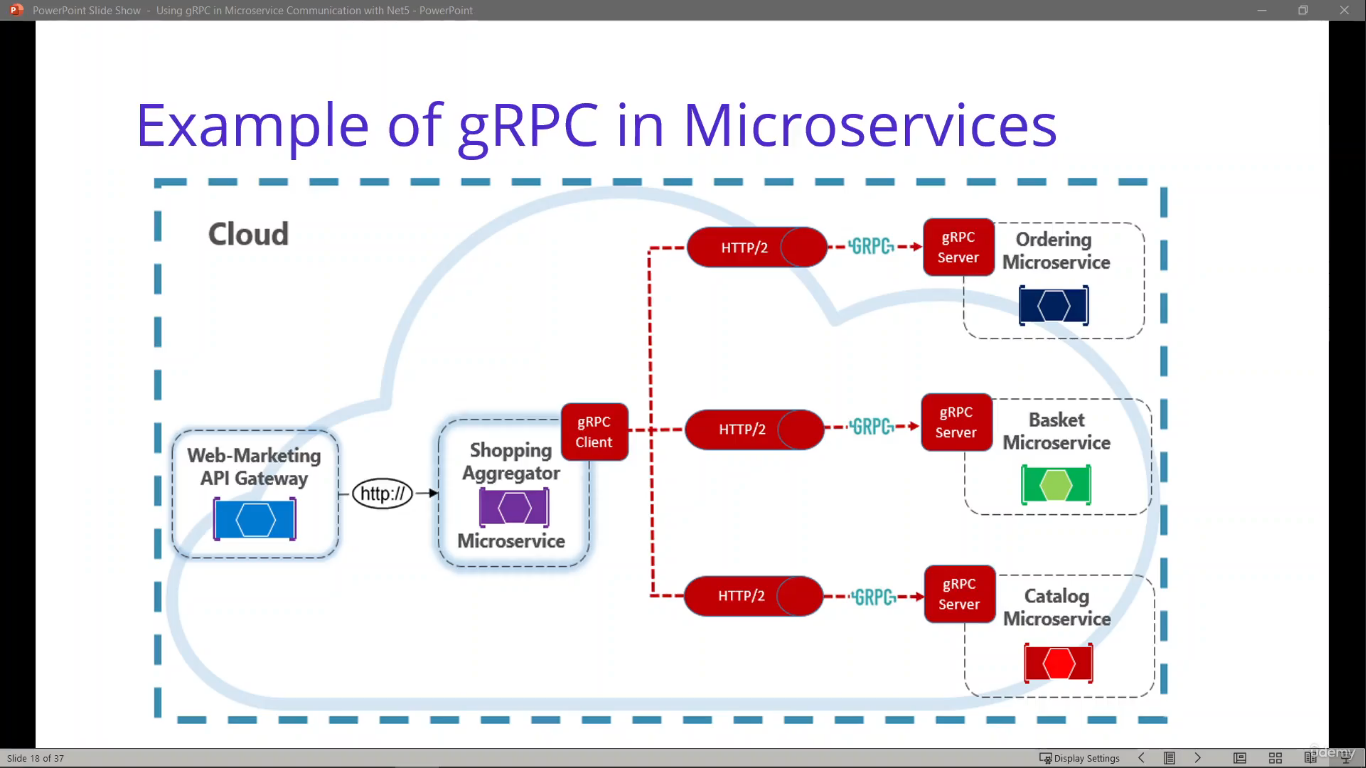 PowerPoint Slide Show - Using gRPC in Microservice Communication with Net5 - PowerPoint
Example of gRPC in Microservices
Cloud
Web-Marketing
API Gateway
http://
Shopping
Aggregator
Microservice
gRPC
Client
HTTP/2
GRPC
gRPC
Server
Ordering
Microservice
HTTP/2
GRPC
gRPC
Server
Basket
Microservice
HTTP/2
GRPC
gRPC
Server
Catalog
Microservice
Slide 18 of 37
Display Settings
ûdemy